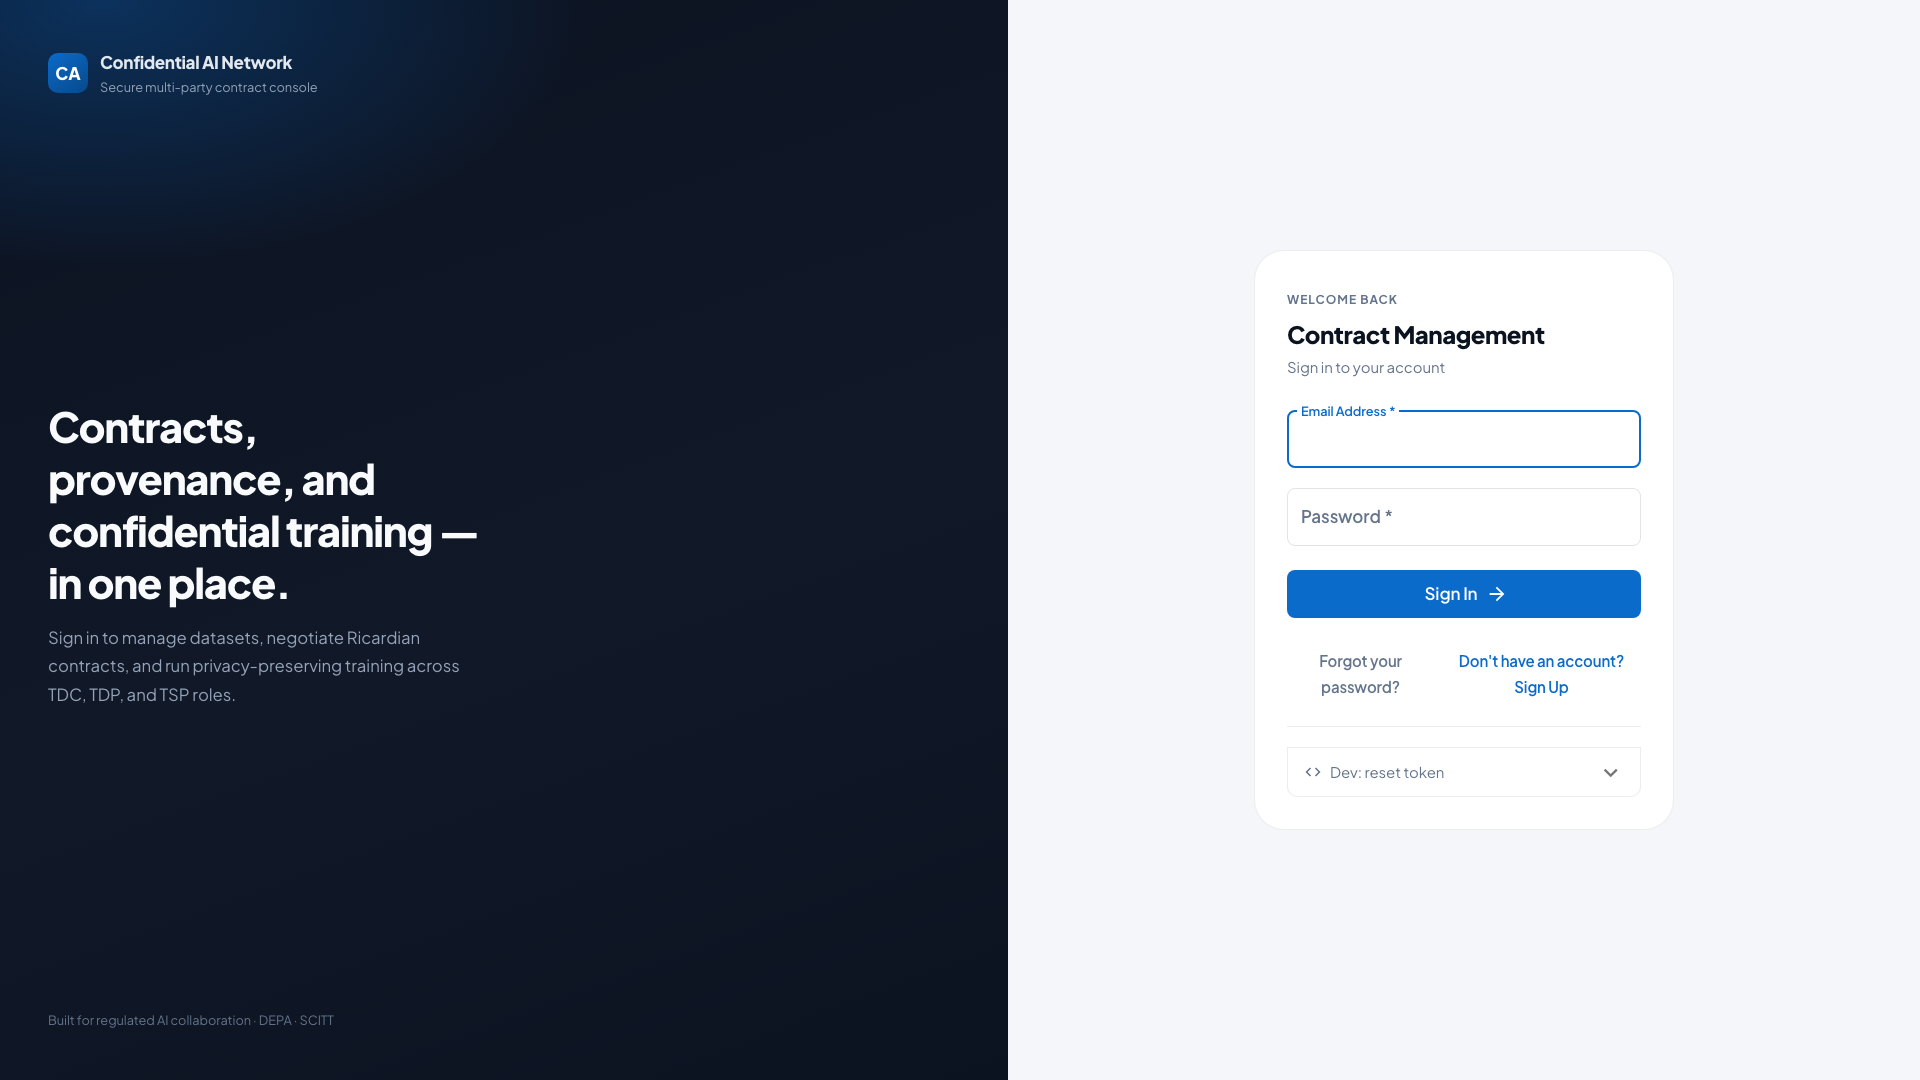 CA
Confidential AI Network
Secure multi-party contract console
Contracts,
provenance, and
confidential training —
in one place.
Sign in to manage datasets, negotiate Ricardian
contracts, and run privacy-preserving training across
TDC, TDP, and TSP roles.
Built for regulated AI collaboration · DEPA · SCITT
WELCOME BACK
Contract Management
Sign in to your account
Email Address *
Password *
Sign In
Forgot your
password?
Don't have an account?
Sign Up
Dev: reset token